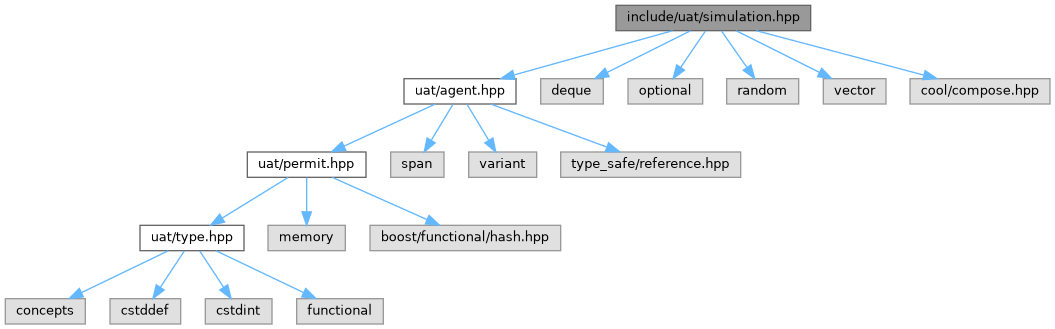 include/uat/simulation.hpp
uat/agent.hpp
deque
optional
random
vector
cool/compose.hpp
uat/permit.hpp
span
variant
type_safe/reference.hpp
uat/type.hpp
memory
boost/functional/hash.hpp
concepts
cstddef
cstdint
functional